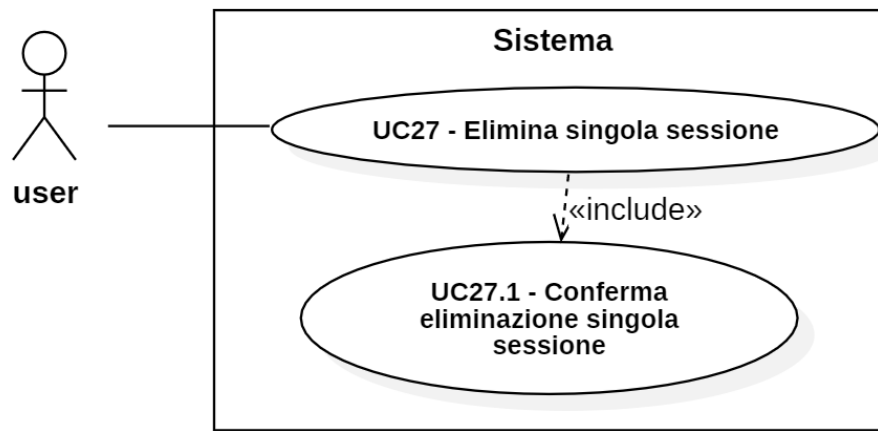 Sistema
UC27 - Elimina singola sessione
user
«include»
UC27.1 - Conferma
eliminazione singola
sessione